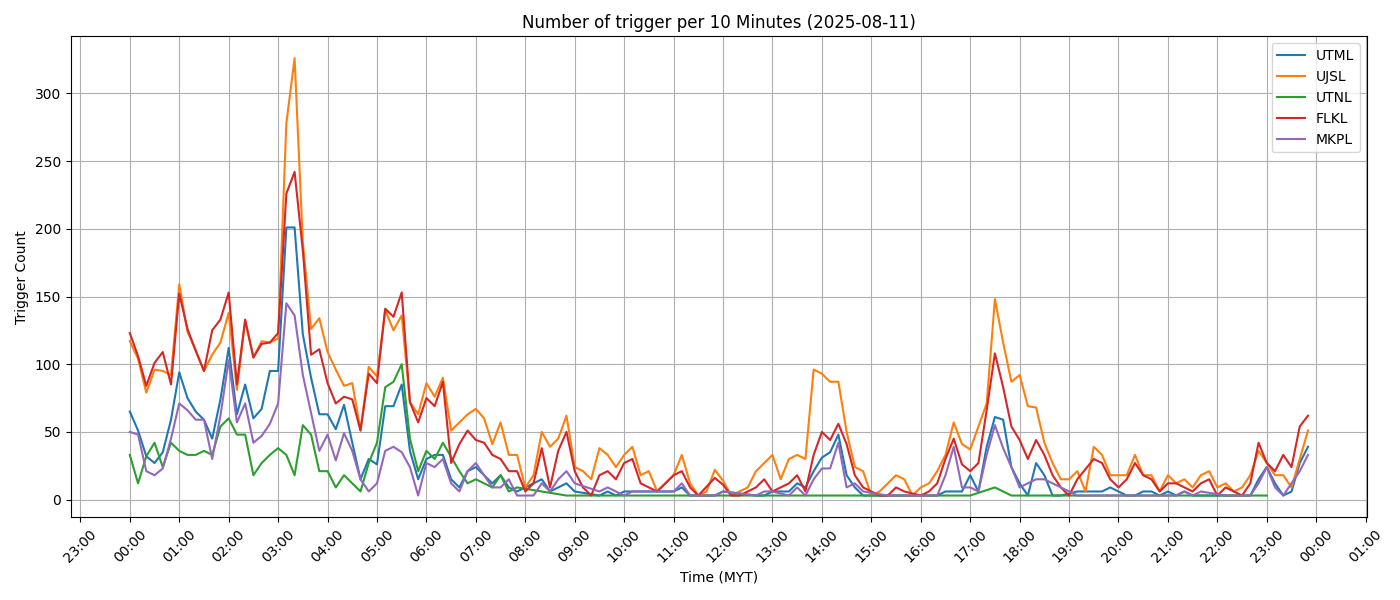 Number of trigger per 10 Minutes (2025-08-11)
UTML
UJSL
UTNL
FLKL
MKPL
Trigger Count
300
250
200
150
100
50
0
23:00 00:00 01:00 02:00 03:00 04:00 05:00 06:00 07:00 08:00 09:00 10:00 11:00 12:00 13:00 14:00 15:00 16:00 17:00 18:00 19:00 20:00 21:00 22:00 23:00 00:00 01:00
Time (MYT)